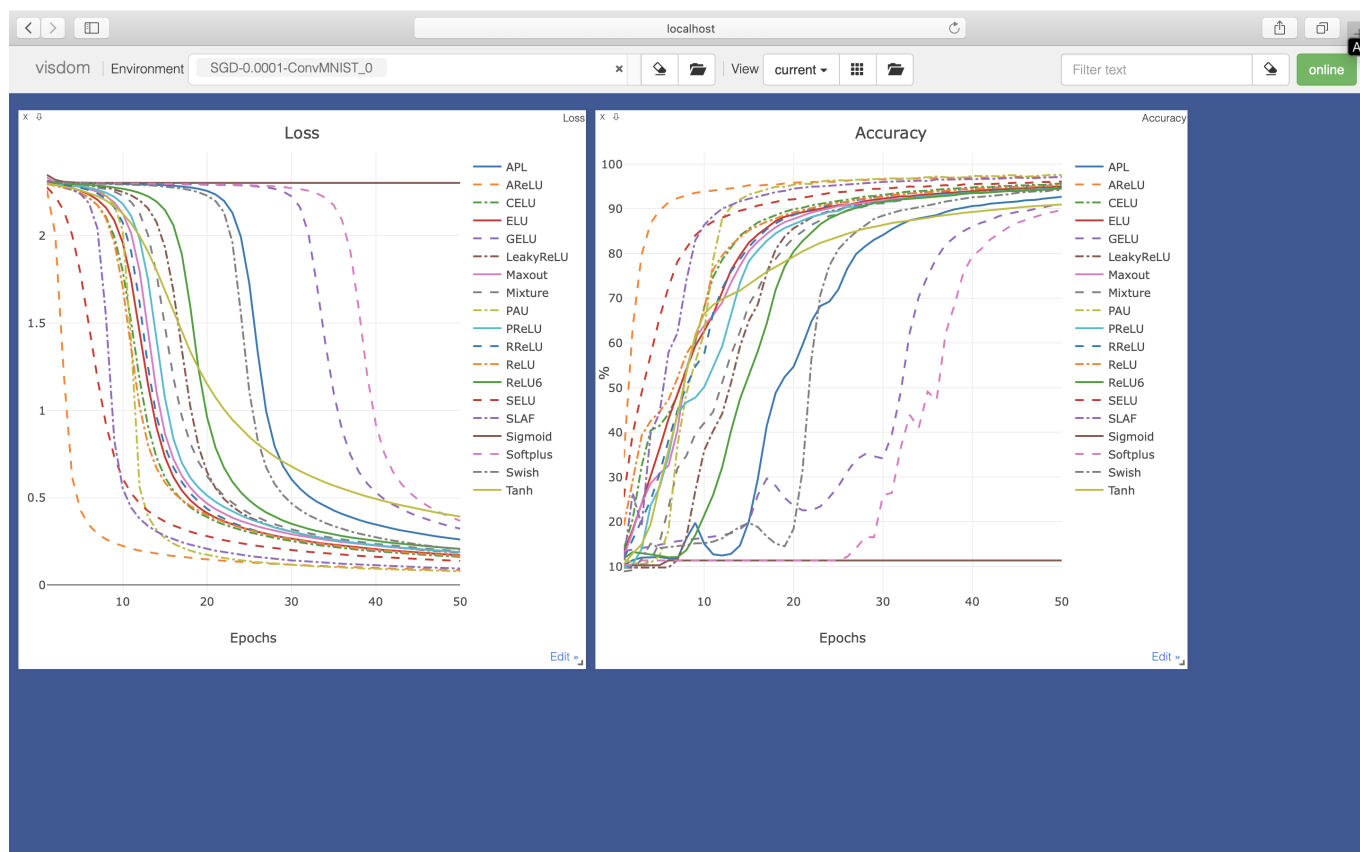 localhost
A
visdom Environment SGD-0.0001-ConvMNIST_0 × View current Filter text online
x Loss
Loss
APL
AReLU
CELU
ELU
GELU
LeakyReLU
Maxout
Mixture
PAU
PReLU
RReLU
ReLU
ReLU6
SELU
SLAF
Sigmoid
Softplus
Swish
Tanh
2
1.5
1
0.5
0
10 20 30 40 50
Epochs
Edit »
x Accuracy
Accuracy
APL
AReLU
CELU
ELU
GELU
LeakyReLU
Maxout
Mixture
PAU
PReLU
RReLU
ReLU
ReLU6
SELU
SLAF
Sigmoid
Softplus
Swish
Tanh
100
90
80
70
60
50
40
30
20
10
%
10 20 30 40 50
Epochs
Edit »